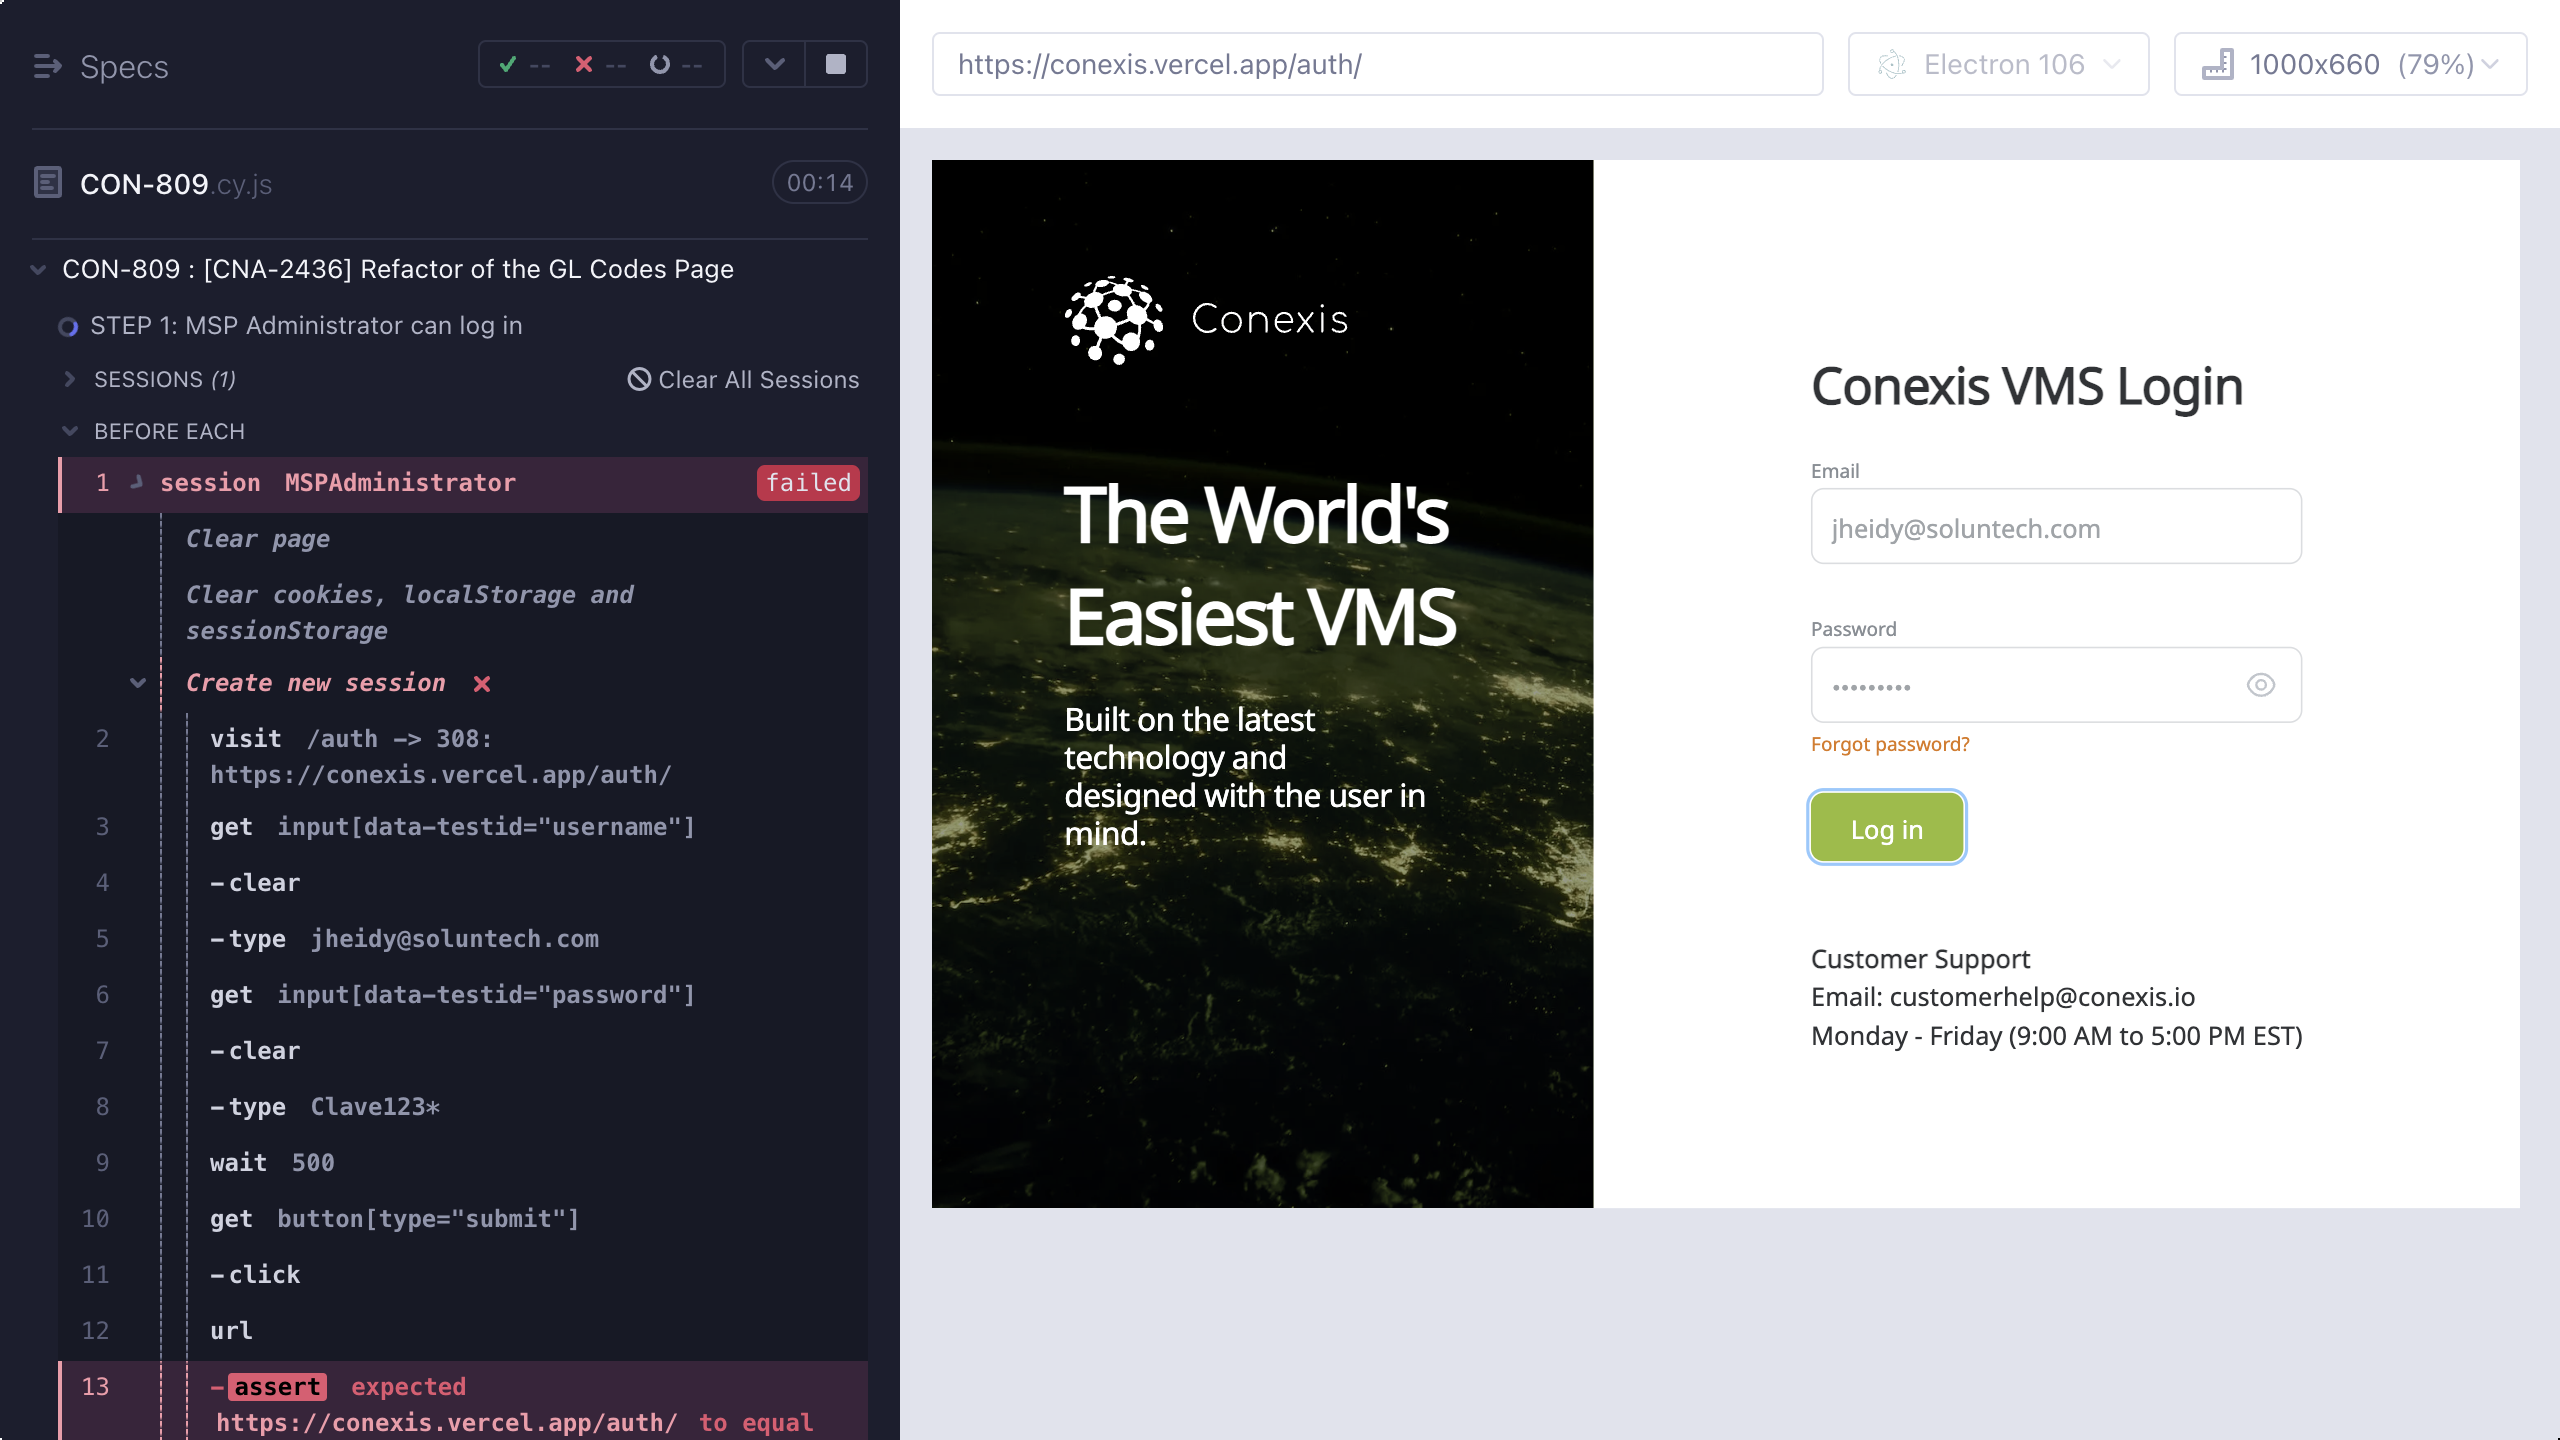 Specs
-- -- --
CON-809.cy.js
00:14
CON-809 : [CNA-2436] Refactor of the GL Codes Page
STEP 1: MSP Administrator can log in
SESSIONS (1)
Clear All Sessions
BEFORE EACH
1 session MSPAdministrator failed
Clear page
Clear cookies, localStorage and
sessionStorage
Create new session
2 visit /auth -> 308:
https://conexis.vercel.app/auth/
3 get input[data-testid="username"]
4 -clear
5 -type jheidy@soluntech.com
6 get input[data-testid="password"]
7 -clear
8 -type Clave123*
9 wait 500
10 get button[type="submit"]
11 -click
12 url
13 -assert expected
https://conexis.vercel.app/auth/ to equal
https://conexis.vercel.app/auth/
Electron 106
1000x660 (79%)
Conexis
The World's
Easiest VMS
Built on the latest
technology and
designed with the user in
mind.
Conexis VMS Login
Email
jheidy@soluntech.com
Password
•••••••••
Forgot password?
Log in
Customer Support
Email: customerhelp@conexis.io
Monday - Friday (9:00 AM to 5:00 PM EST)